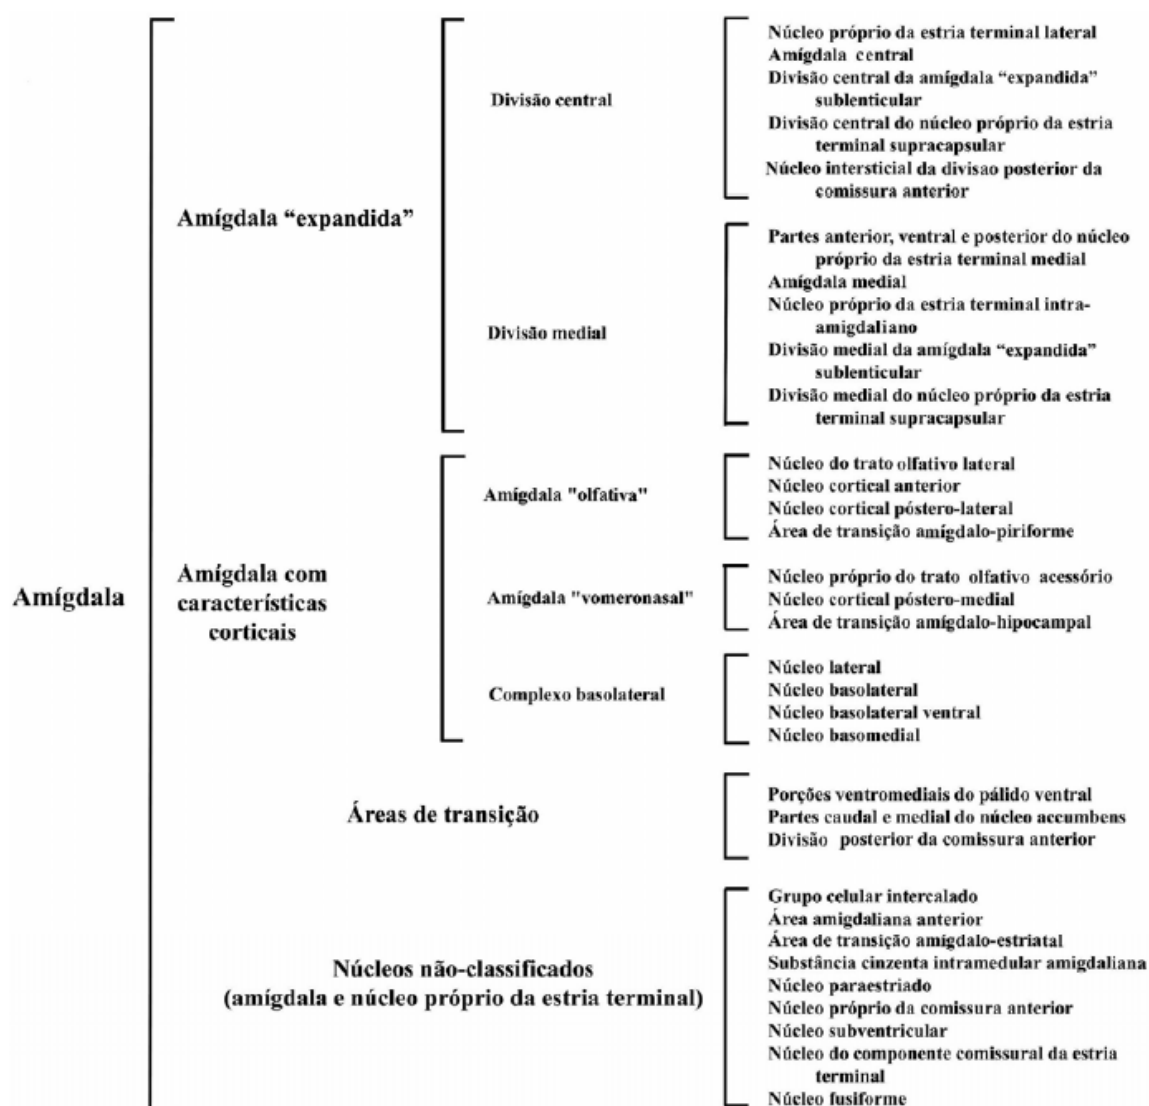 Amígdala
Amígdala “expandida”
Divisão central
Núcleo próprio da estria terminal lateral
Amígdala central
Divisão central da amígdala “expandida”
sublenticular
Divisão central do núcleo próprio da estria
terminal supracapsular
Núcleo intersticial da divisao posterior da
comissura anterior
Divisão medial
Partes anterior, ventral e posterior do núcleo
próprio da estria terminal medial
Amígdala medial
Núcleo próprio da estria terminal intra-
amigdaliano
Divisão medial da amígdala “expandida”
sublenticular
Divisão medial do núcleo próprio da estria
terminal supracapsular
Amígdala com
características
corticais
Amígdala "olfativa"
Núcleo do trato olfativo lateral
Núcleo cortical anterior
Núcleo cortical póstero-lateral
Área de transição amígdalo-piriforme
Amígdala "vomeronasal"
Núcleo próprio do trato olfativo acessório
Núcleo cortical póstero-medial
Área de transição amígdalo-hipocampal
Complexo basolateral
Núcleo lateral
Núcleo basolateral
Núcleo basolateral ventral
Núcleo basomedial
Áreas de transição
Porções ventromediais do pálido ventral
Partes caudal e medial do núcleo accumbens
Divisão posterior da comissura anterior
Núcleos não-classificados
(amígdala e núcleo próprio da estria terminal)
Grupo celular intercalado
Área amigdaliana anterior
Área de transição amígdalo-estriatal
Substância cinzenta intramedular amigdaliana
Núcleo paraestriado
Núcleo próprio da comissura anterior
Núcleo subventricular
Núcleo do componente comissural da estria
terminal
Núcleo fusiforme